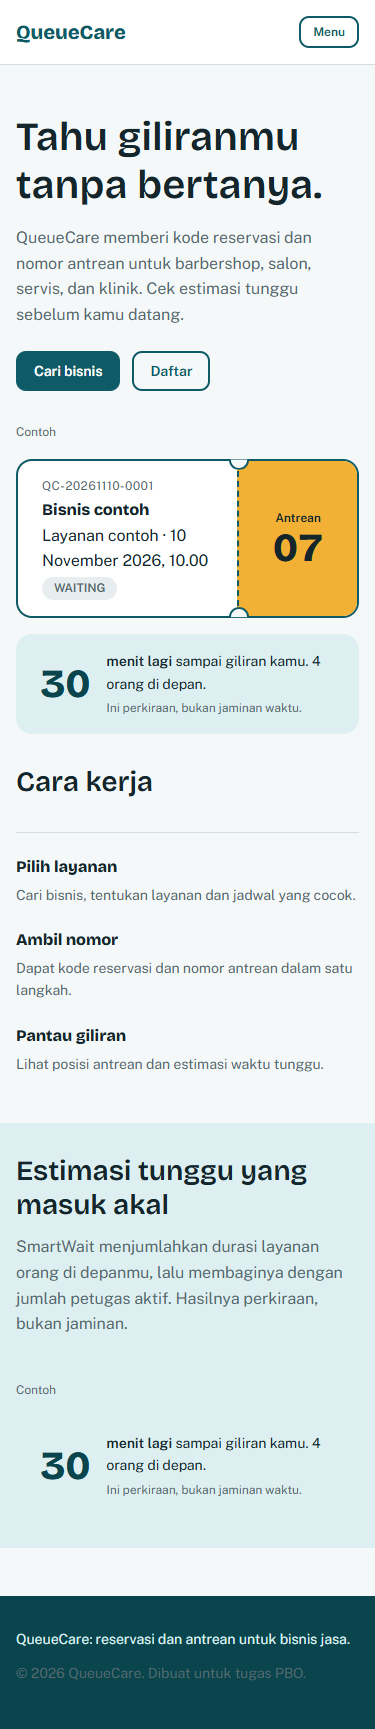 QueueCare
Menu
Tahu giliranmu
tanpa bertanya.
QueueCare memberi kode reservasi dan
nomor antrean untuk barbershop, salon,
servis, dan klinik. Cek estimasi tunggu
sebelum kamu datang.
Cari bisnis
Daftar
Contoh
QC-20261110-0001
Bisnis contoh
Layanan contoh · 10
November 2026, 10.00
WAITING
Antrean
07
30
menit lagi sampai giliran kamu. 4
orang di depan.
Ini perkiraan, bukan jaminan waktu.
Cara kerja
Pilih layanan
Cari bisnis, tentukan layanan dan jadwal yang cocok.
Ambil nomor
Dapat kode reservasi dan nomor antrean dalam satu
langkah.
Pantau giliran
Lihat posisi antrean dan estimasi waktu tunggu.
Estimasi tunggu yang
masuk akal
SmartWait menjumlahkan durasi layanan
orang di depanmu, lalu membaginya dengan
jumlah petugas aktif. Hasilnya perkiraan,
bukan jaminan.
Contoh
30
menit lagi sampai giliran kamu. 4
orang di depan.
Ini perkiraan, bukan jaminan waktu.
QueueCare: reservasi dan antrean untuk bisnis jasa.
© 2026 QueueCare. Dibuat untuk tugas PBO.